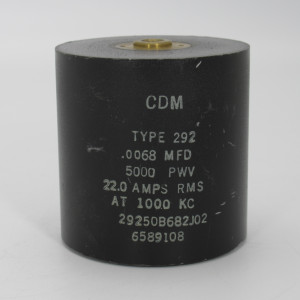 CDM
TYPE 292
.0068 MFD
5000 PWV
22.0 AMPS RMS
AT 1000 KC
29250B682J02
6589108